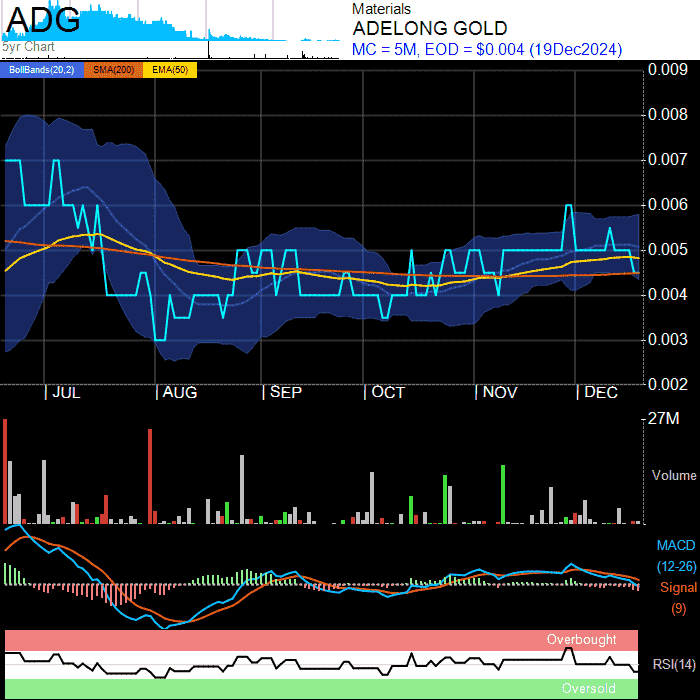 ADG
5yr Chart
Materials
ADELONG GOLD
MC = 5M, EOD = $0.004 (19Dec2024)
BollBands(20,2) SMA(200) EMA(50)
0.009
0.008
0.007
0.006
0.005
0.004
0.003
0.002
JUL AUG SEP OCT NOV DEC
27M
Volume
MACD
(12-26)
Signal
(9)
Overbought
RSI(14)
Oversold